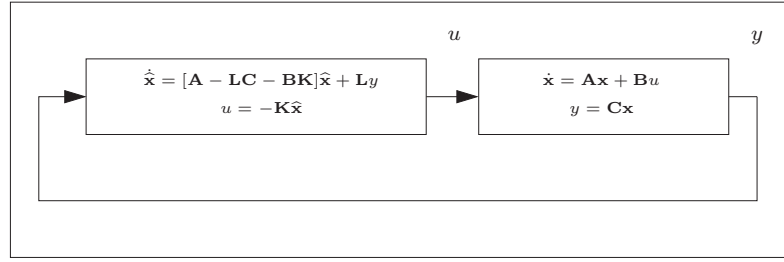 u
y
𝐱̂̇ = [𝐀 − 𝐋𝐂 − 𝐁𝐊]𝐱̂ + 𝐋y
u = −𝐊𝐱̂
𝐱̇ = 𝐀𝐱 + 𝐁u
y = 𝐂𝐱